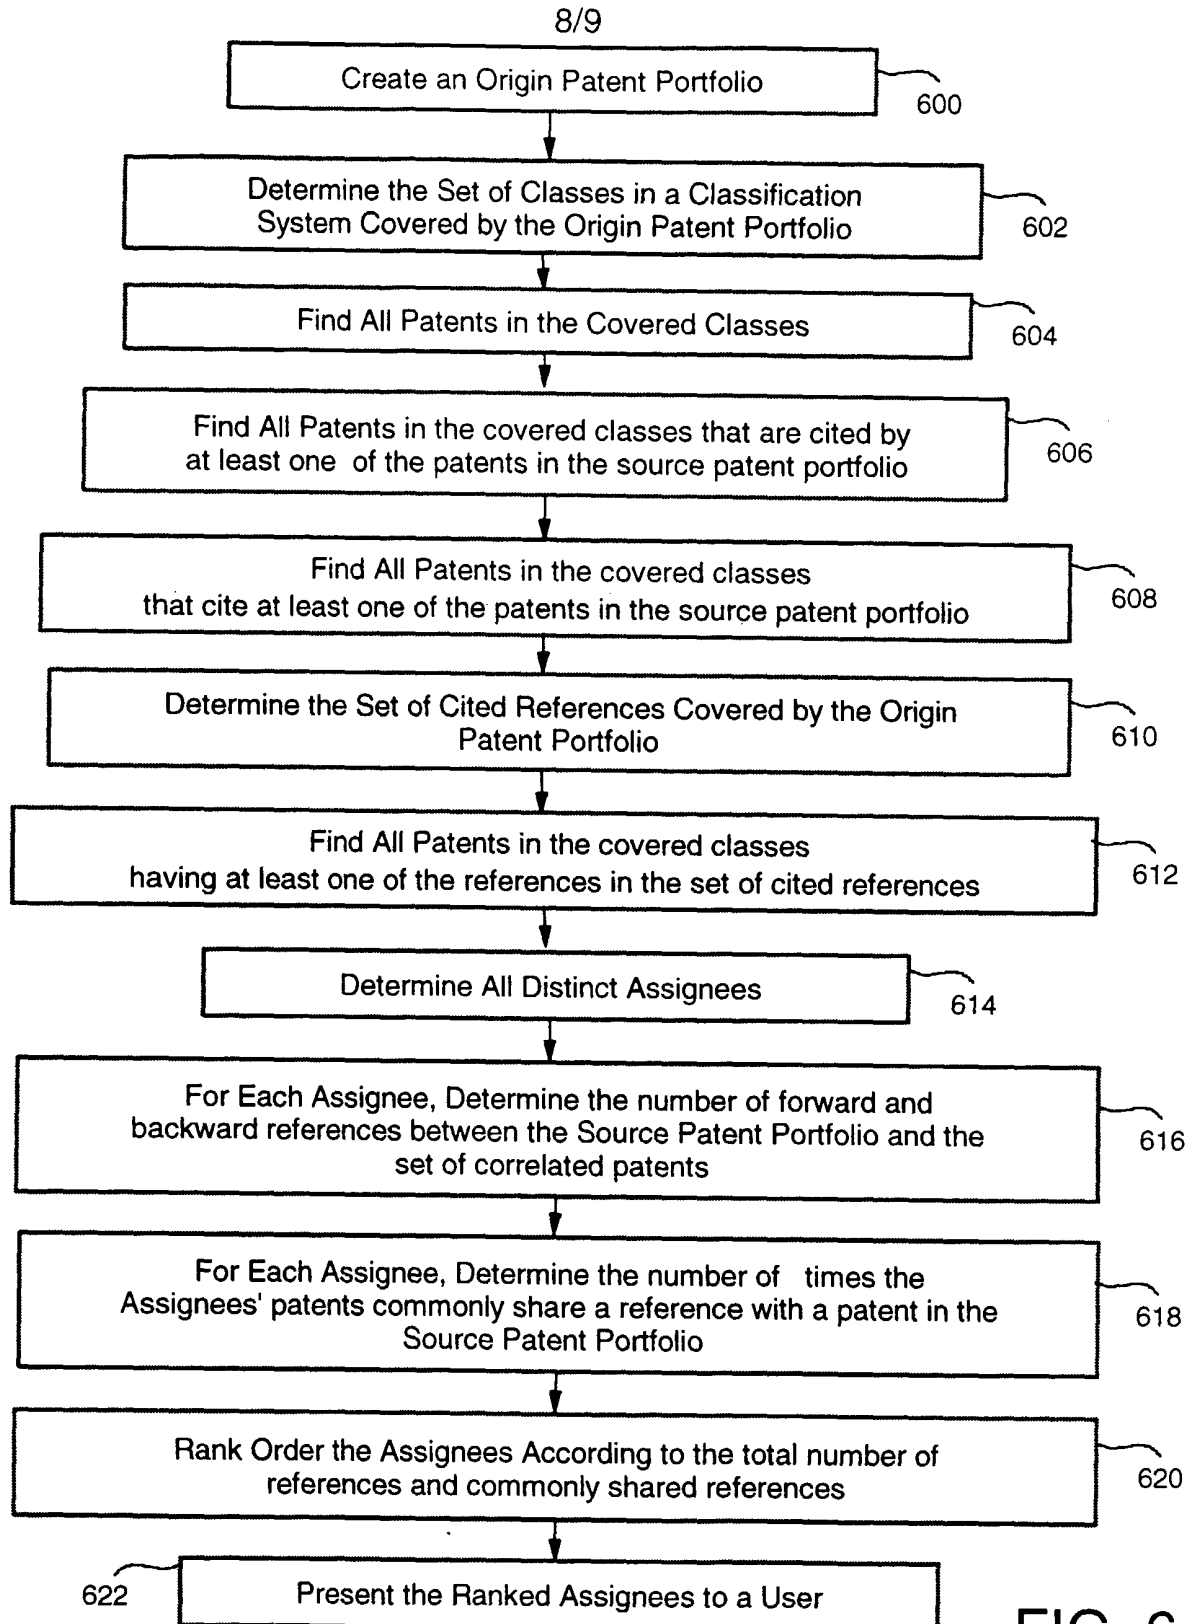 8/9
Create an Origin Patent Portfolio
600
Determine the Set of Classes in a Classification
System Covered by the Origin Patent Portfolio
602
Find All Patents in the Covered Classes
604
Find All Patents in the covered classes that are cited by
at least one of the patents in the source patent portfolio
606
Find All Patents in the covered classes
that cite at least one of the patents in the source patent portfolio
608
Determine the Set of Cited References Covered by the Origin
Patent Portfolio
610
Find All Patents in the covered classes
having at least one of the references in the set of cited references
612
Determine All Distinct Assignees
614
For Each Assignee, Determine the number of forward and
backward references between the Source Patent Portfolio and the
set of correlated patents
616
For Each Assignee, Determine the number of times the
Assignees' patents commonly share a reference with a patent in the
Source Patent Portfolio
618
Rank Order the Assignees According to the total number of
references and commonly shared references
620
622
Present the Ranked Assignees to a User
FIG. 6